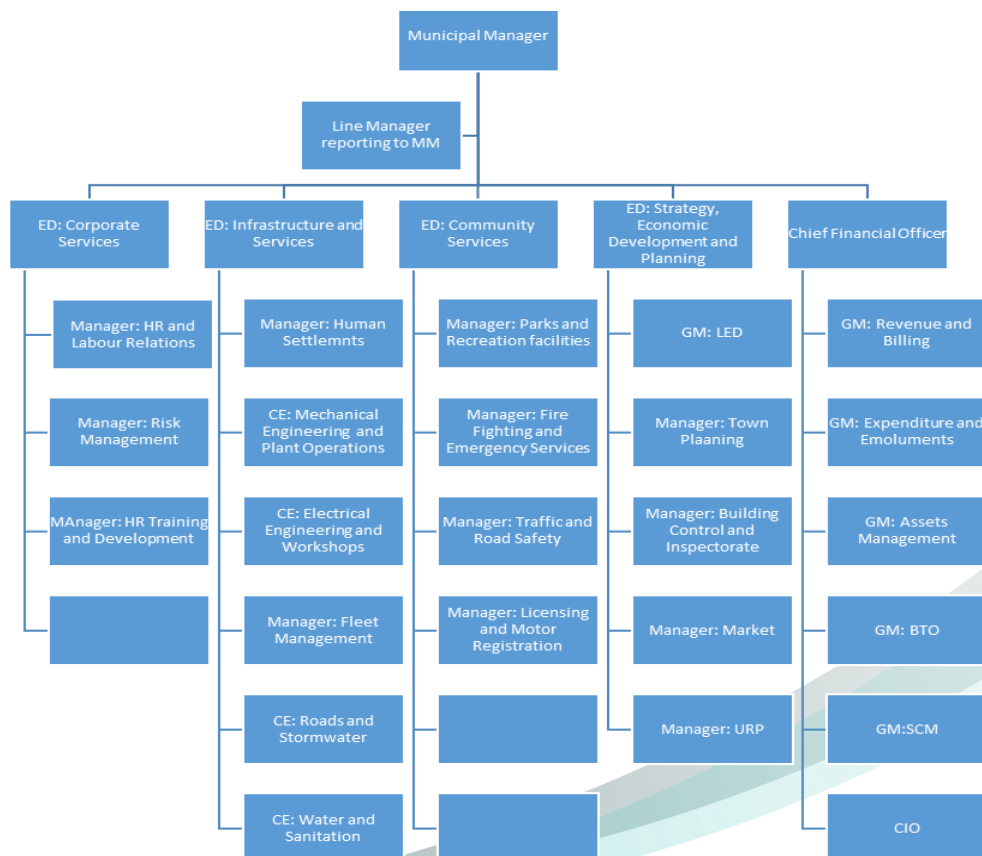 Municipal Manager
Line Manager
reporting to MM
ED: Corporate
Services
ED: Infrastructure and
Services
ED: Community
Services
ED: Strategy,
Economic
Development and
Planning
Chief Financial Officer
Manager: HR and
Labour Relations
Manager: Risk
Management
MAnager: HR Training
and Development
Manager: Human
Settlemnts
CE: Mechanical
Engineering and
Plant Operations
CE: Electrical
Engineering and
Workshops
Manager: Fleet
Management
CE: Roads and
Stormwater
CE: Water and
Sanitation
Manager: Parks and
Recreation facilities
Manager: Fire
Fighting and
Emergency Services
Manager: Traffic and
Road Safety
Manager: Licensing
and Motor
Registration
GM: LED
Manager: Town
Plaaning
Manager: Building
Control and
Inspectorate
Manager: Market
Manager: URP
GM: Revenue and
Billing
GM: Expenditure and
Emoluments
GM: Assets
Management
GM: BTO
GM:SCM
CIO